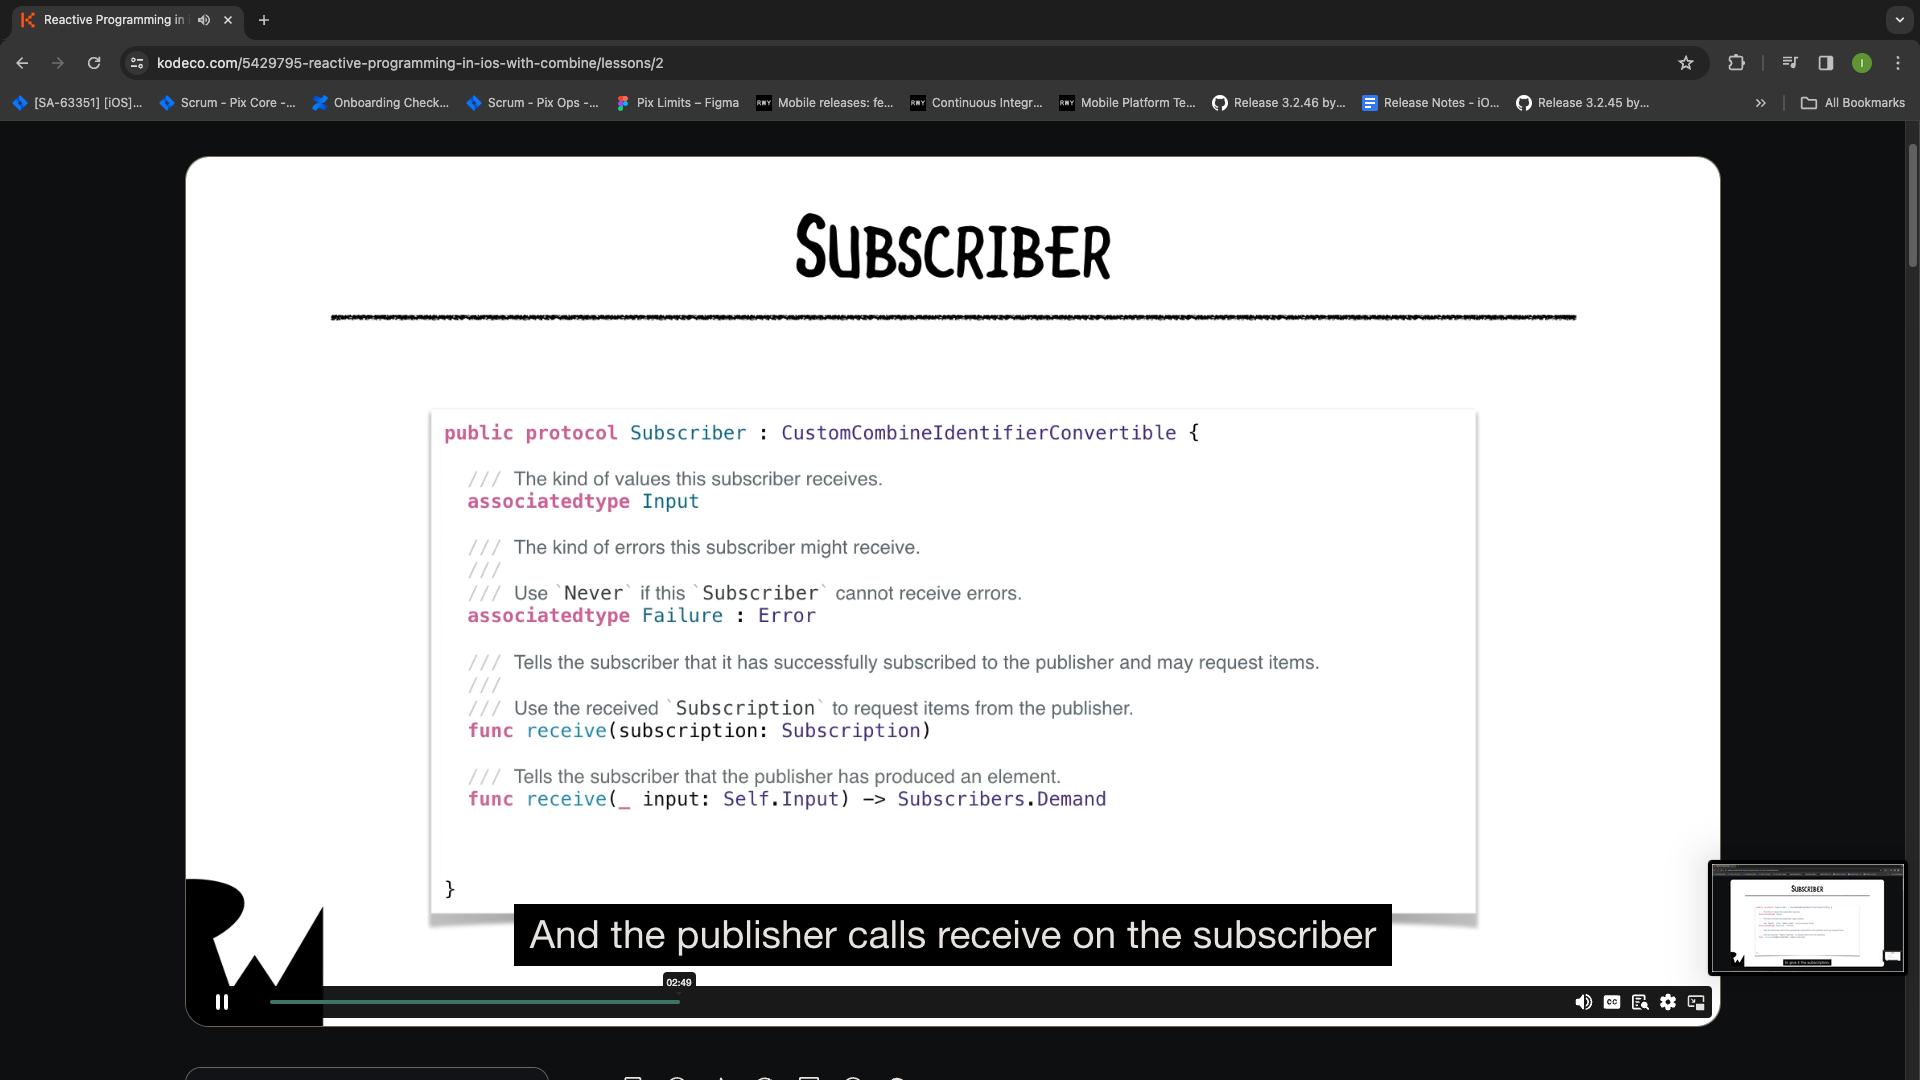 Reactive Programming in i
kodeco.com/5429795-reactive-programming-in-ios-with-combine/lessons/2
I
[SA-63351] [iOS]...
Scrum - Pix Core -...
Onboarding Check...
Scrum - Pix Ops -...
Pix Limits – Figma
RWY Mobile releases: fe...
RWY Continuous Integr...
RWY Mobile Platform Te...
Release 3.2.46 by...
Release Notes - iO...
Release 3.2.45 by...
»
All Bookmarks
SUBSCRIBER
public protocol Subscriber : CustomCombineIdentifierConvertible {
/// The kind of values this subscriber receives.
associatedtype Input
/// The kind of errors this subscriber might receive.
///
/// Use `Never` if this `Subscriber` cannot receive errors.
associatedtype Failure : Error
/// Tells the subscriber that it has successfully subscribed to the publisher and may request items.
///
/// Use the received `Subscription` to request items from the publisher.
func receive(subscription: Subscription)
/// Tells the subscriber that the publisher has produced an element.
func receive(_ input: Self.Input) -> Subscribers.Demand
}
And the publisher calls receive on the subscriber
02:49
CC
SUBSCRIBER